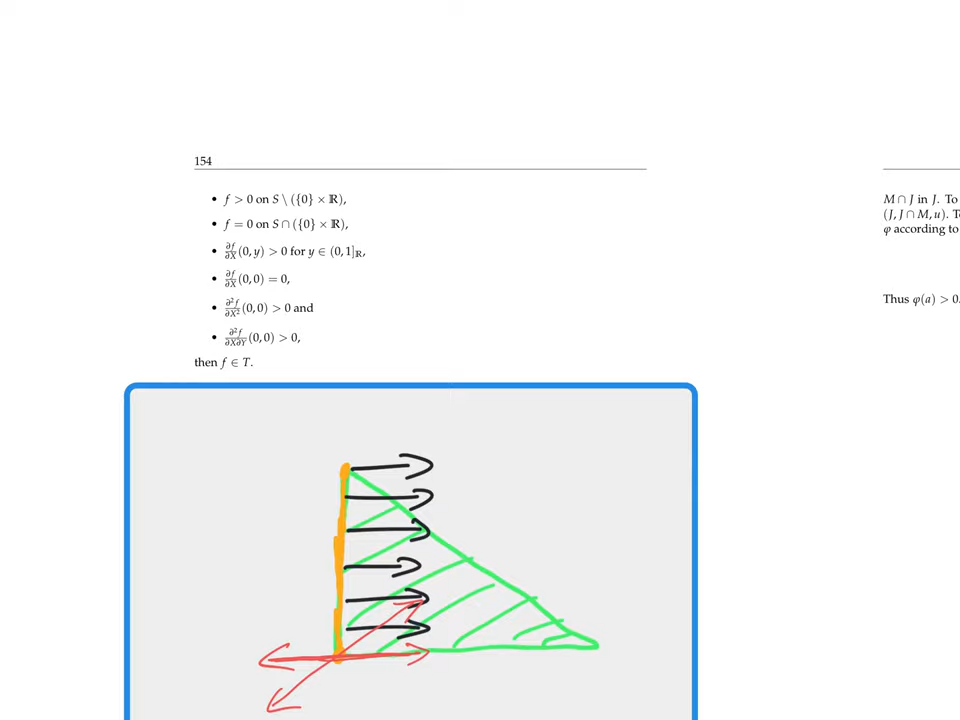 154
• f > 0 on S \ ({0} × ℝ),
• f = 0 on S ∩ ({0} × ℝ),
• ∂f/∂X (0, y) > 0 for y ∈ (0, 1]_ℝ,
• ∂f/∂X (0, 0) = 0,
• ∂²f/∂X² (0, 0) > 0 and
• ∂²f/∂X∂Y (0, 0) > 0,
then f ∈ T.
M ∩ J in J. To
(J, J ∩ M, u). T
φ according to
Thus φ(a) > 0.